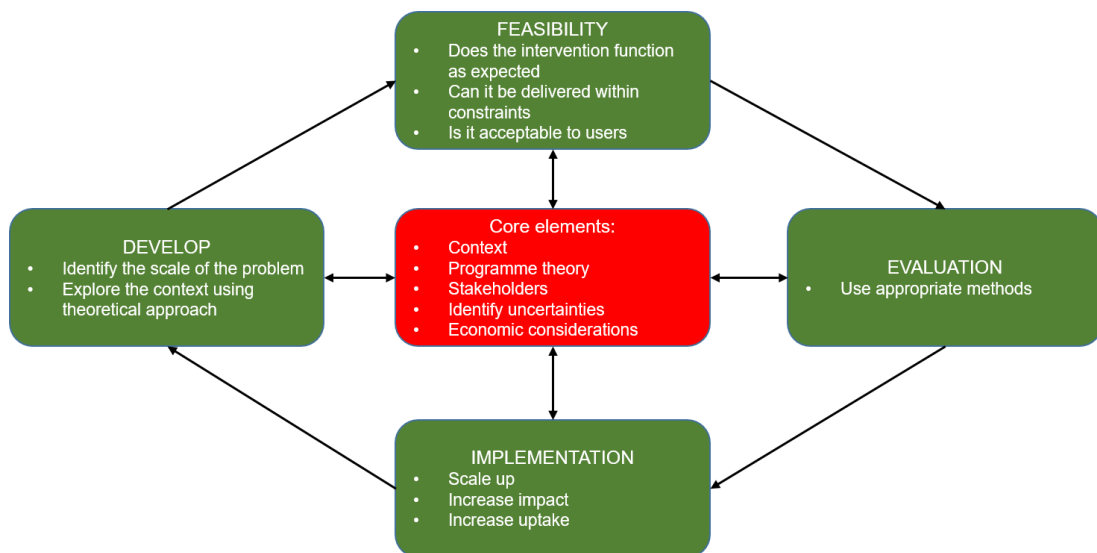 FEASIBILITY
• Does the intervention function
as expected
• Can it be delivered within
constraints
• Is it acceptable to users
DEVELOP
• Identify the scale of the problem
• Explore the context using
theoretical approach
Core elements:
• Context
• Programme theory
• Stakeholders
• Identify uncertainties
• Economic considerations
EVALUATION
• Use appropriate methods
IMPLEMENTATION
• Scale up
• Increase impact
• Increase uptake